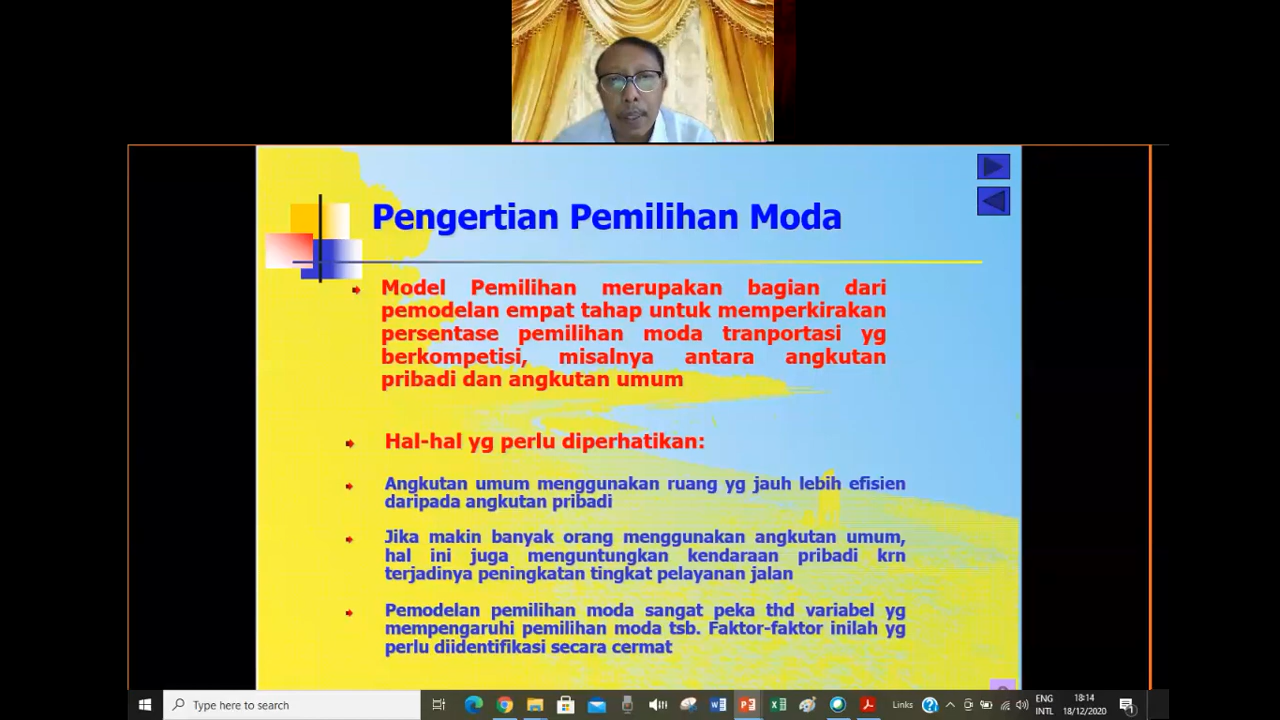 Pengertian Pemilihan Moda
Model Pemilihan merupakan bagian dari
pemodelan empat tahap untuk memperkirakan
persentase pemilihan moda tranportasi yg
berkompetisi, misalnya antara angkutan
pribadi dan angkutan umum
Hal-hal yg perlu diperhatikan:
Angkutan umum menggunakan ruang yg jauh lebih efisien
daripada angkutan pribadi
Jika makin banyak orang menggunakan angkutan umum,
hal ini juga menguntungkan kendaraan pribadi krn
terjadinya peningkatan tingkat pelayanan jalan
Pemodelan pemilihan moda sangat peka thd variabel yg
mempengaruhi pemilihan moda tsb. Faktor-faktor inilah yg
perlu diidentifikasi secara cermat
Type here to search
Links
ENG
INTL
18:14
18/12/2020